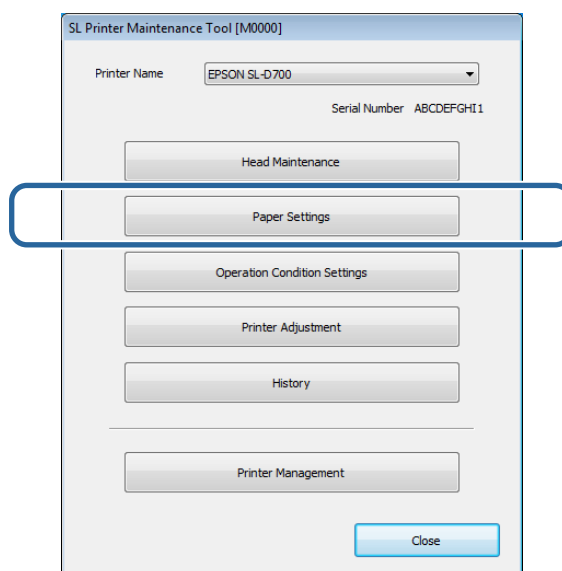 SL Printer Maintenance Tool [M0000]
Printer Name EPSON SL-D700
Serial Number ABCDEFGHI1
Head Maintenance
Paper Settings
Operation Condition Settings
Printer Adjustment
History
Printer Management
Close